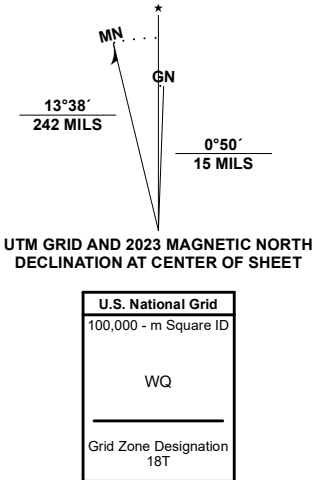 ★
MN
GN
13°38´
242 MILS
0°50´
15 MILS
UTM GRID AND 2023 MAGNETIC NORTH
DECLINATION AT CENTER OF SHEET
U.S. National Grid
100,000 - m Square ID
WQ
Grid Zone Designation
18T